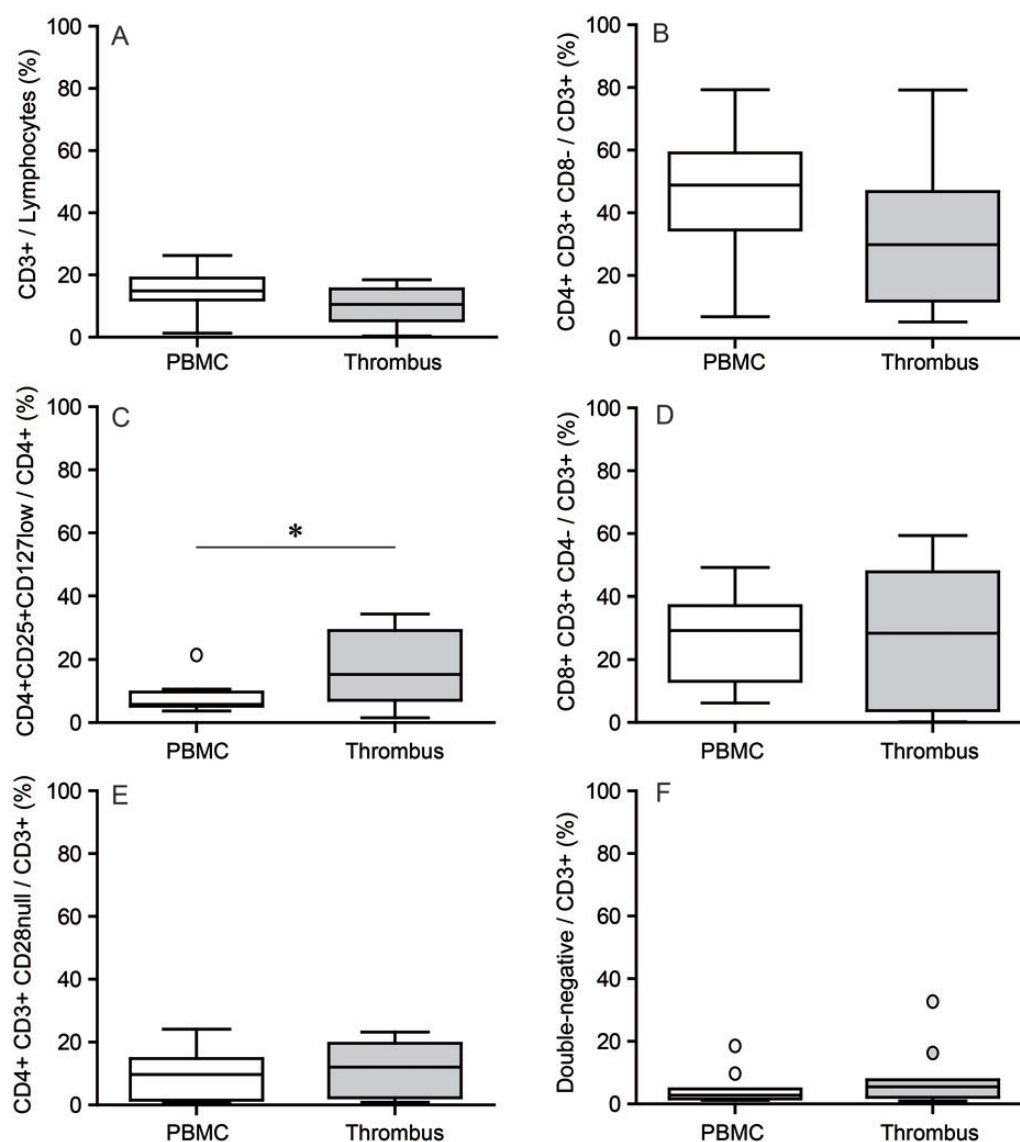 A
CD3+ / Lymphocytes (%)
100
80
60
40
20
0
PBMC
Thrombus
B
CD4+ CD3+ CD8- / CD3+ (%)
100
80
60
40
20
0
PBMC
Thrombus
C
CD4+CD25+CD127low / CD4+ (%)
100
80
60
40
20
0
*
PBMC
Thrombus
D
CD8+ CD3+ CD4- / CD3+ (%)
100
80
60
40
20
0
PBMC
Thrombus
E
CD4+ CD3+ CD28null / CD3+ (%)
100
80
60
40
20
0
PBMC
Thrombus
F
Double-negative / CD3+ (%)
100
80
60
40
20
0
PBMC
Thrombus